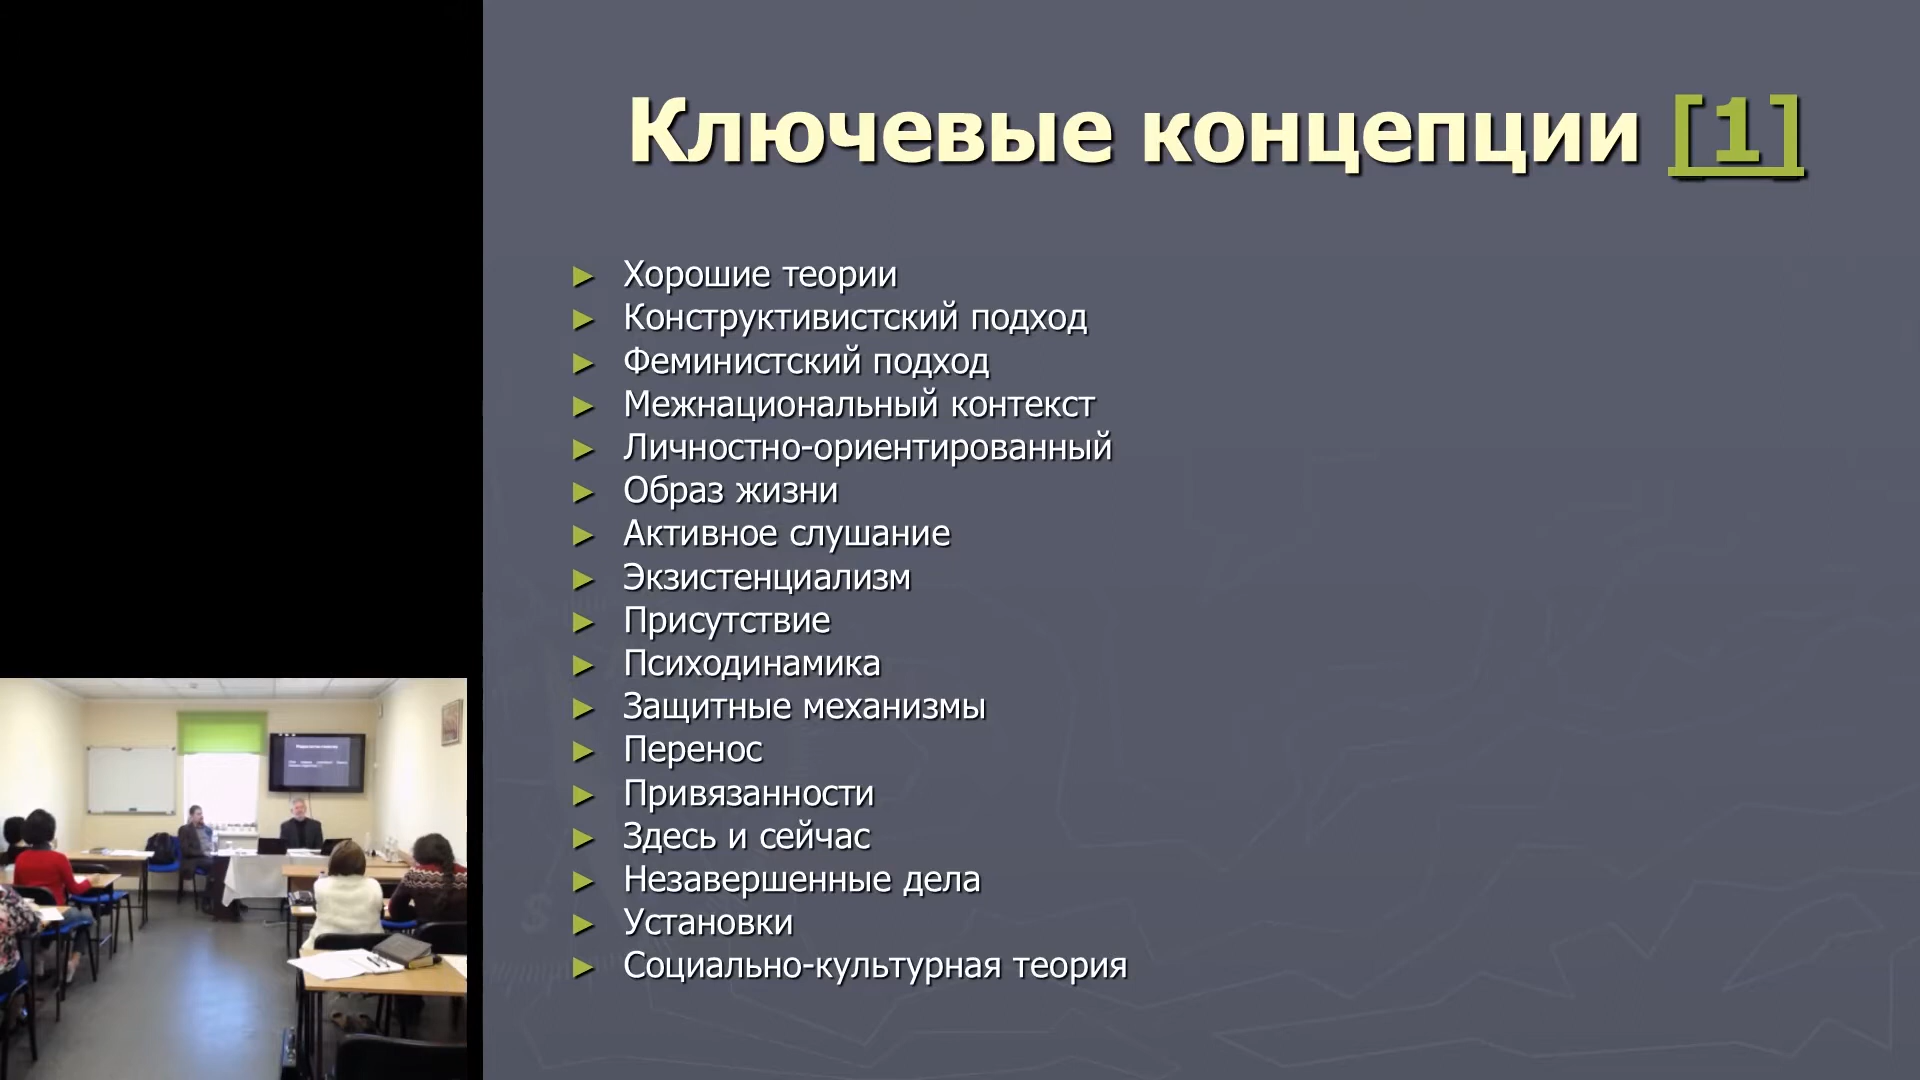 Ключевые концепции [1]
Хорошие теории
Конструктивистский подход
Феминистский подход
Межнациональный контекст
Личностно-ориентированный
Образ жизни
Активное слушание
Экзистенциализм
Присутствие
Психодинамика
Защитные механизмы
Перенос
Привязанности
Здесь и сейчас
Незавершенные дела
Установки
Социально-культурная теория